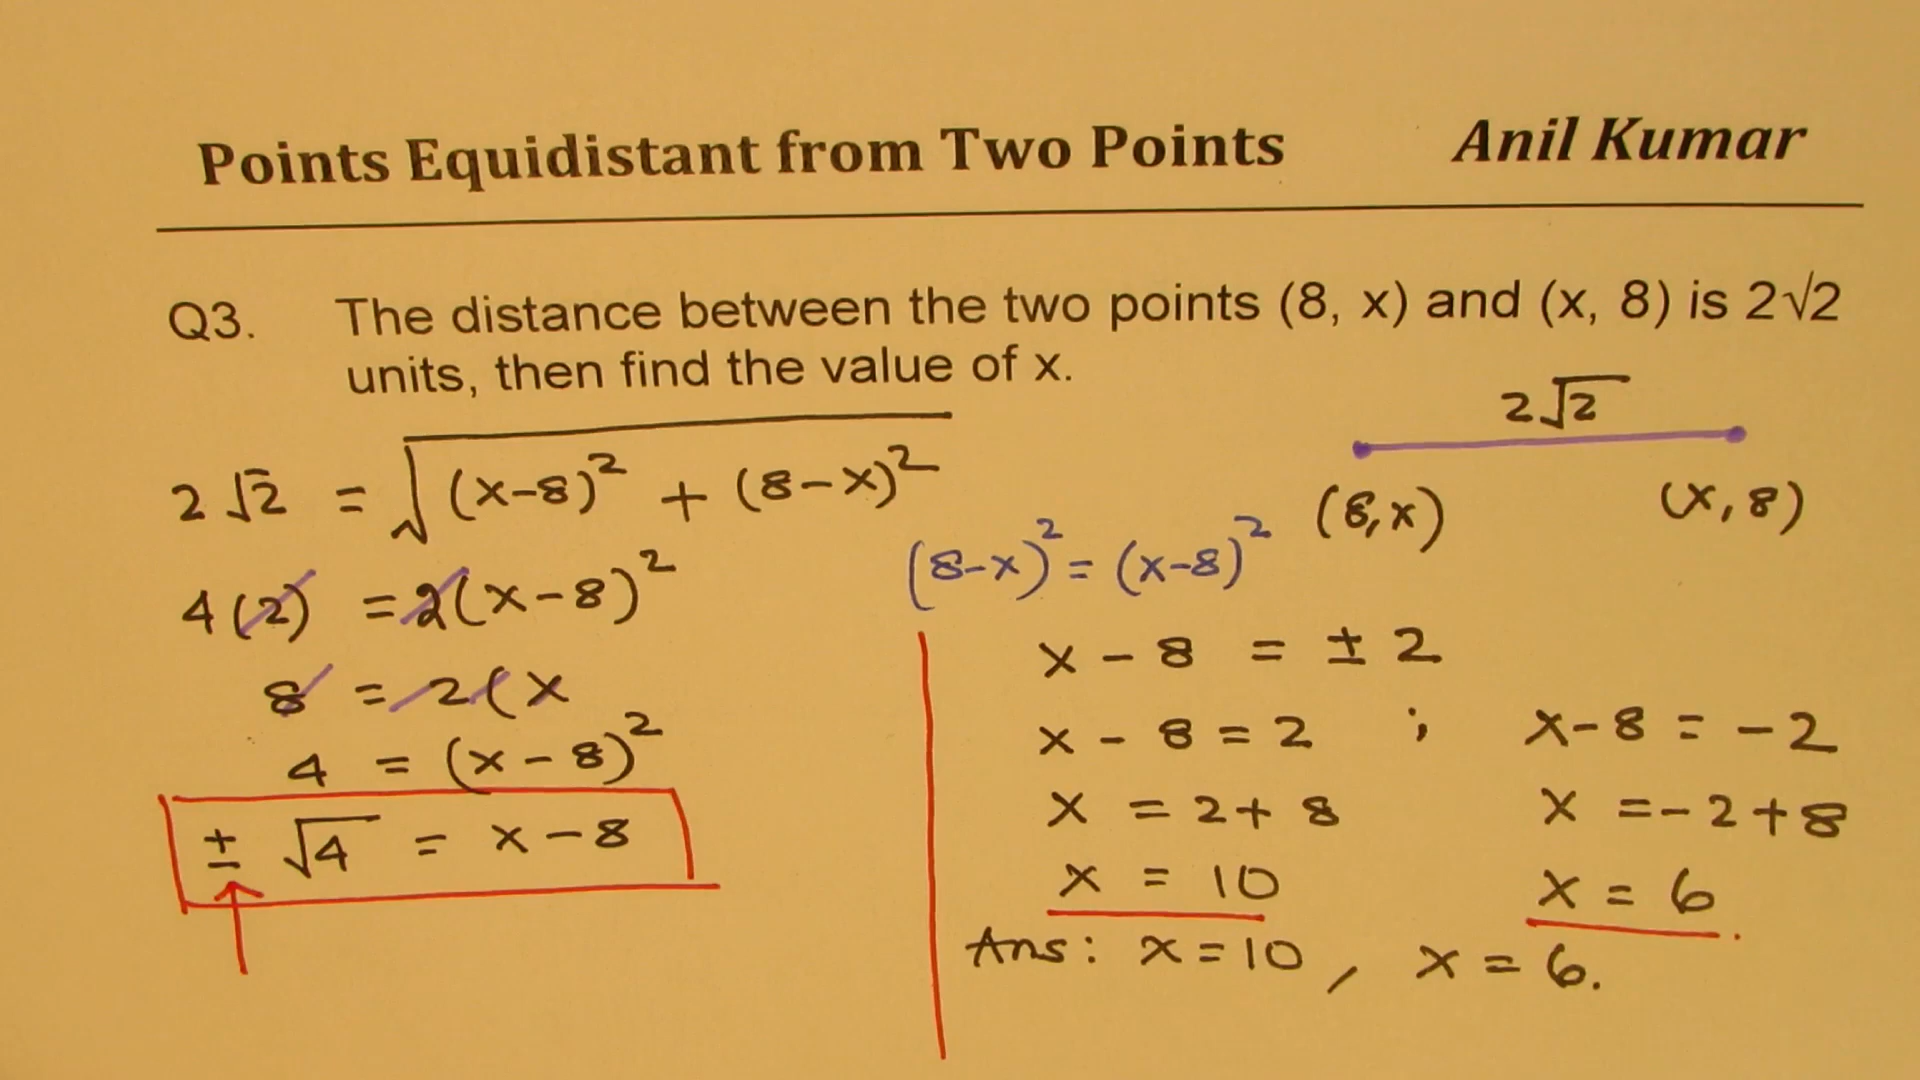 Points Equidistant from Two Points Anil Kumar
Q3. The distance between the two points (8, x) and (x, 8) is 2√2
units, then find the value of x.
2√2
(8,x) (x, 8)
2√2 = √(x-8)² + (8-x)²
4(2) = 2(x-8)²
8 = 2(x
4 = (x-8)²
± √4 = x-8
(8-x)² = (x-8)²
x - 8 = ± 2
x - 8 = 2 ; x-8 = -2
x = 2+8 x = -2+8
x = 10 x = 6
Ans: x = 10, x = 6.